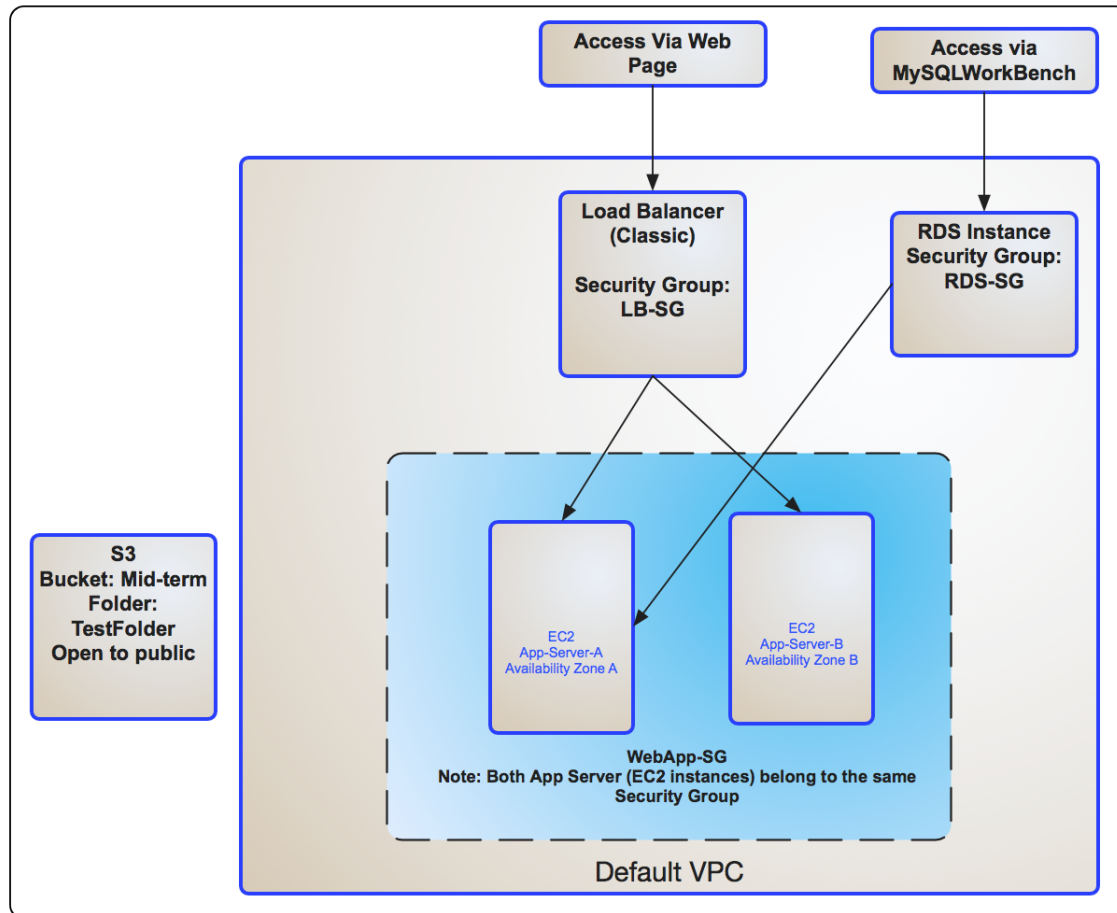 Access Via Web
Page
Access via
MySQLWorkBench
Load Balancer
(Classic)
Security Group:
LB-SG
RDS Instance
Security Group:
RDS-SG
S3
Bucket: Mid-term
Folder:
TestFolder
Open to public
EC2
App-Server-A
Availability Zone A
EC2
App-Server-B
Availability Zone B
WebApp-SG
Note: Both App Server (EC2 instances) belong to the same
Security Group
Default VPC